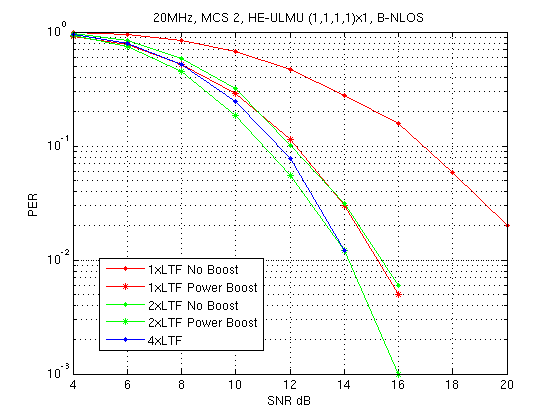 20MHz, MCS 2, HE-ULMU (1,1,1,1)x1, B-NLOS
10^0
10^-1
10^-2
10^-3
PER
1xLTF No Boost
1xLTF Power Boost
2xLTF No Boost
2xLTF Power Boost
4xLTF
4 6 8 10 12 14 16 18 20
SNR dB